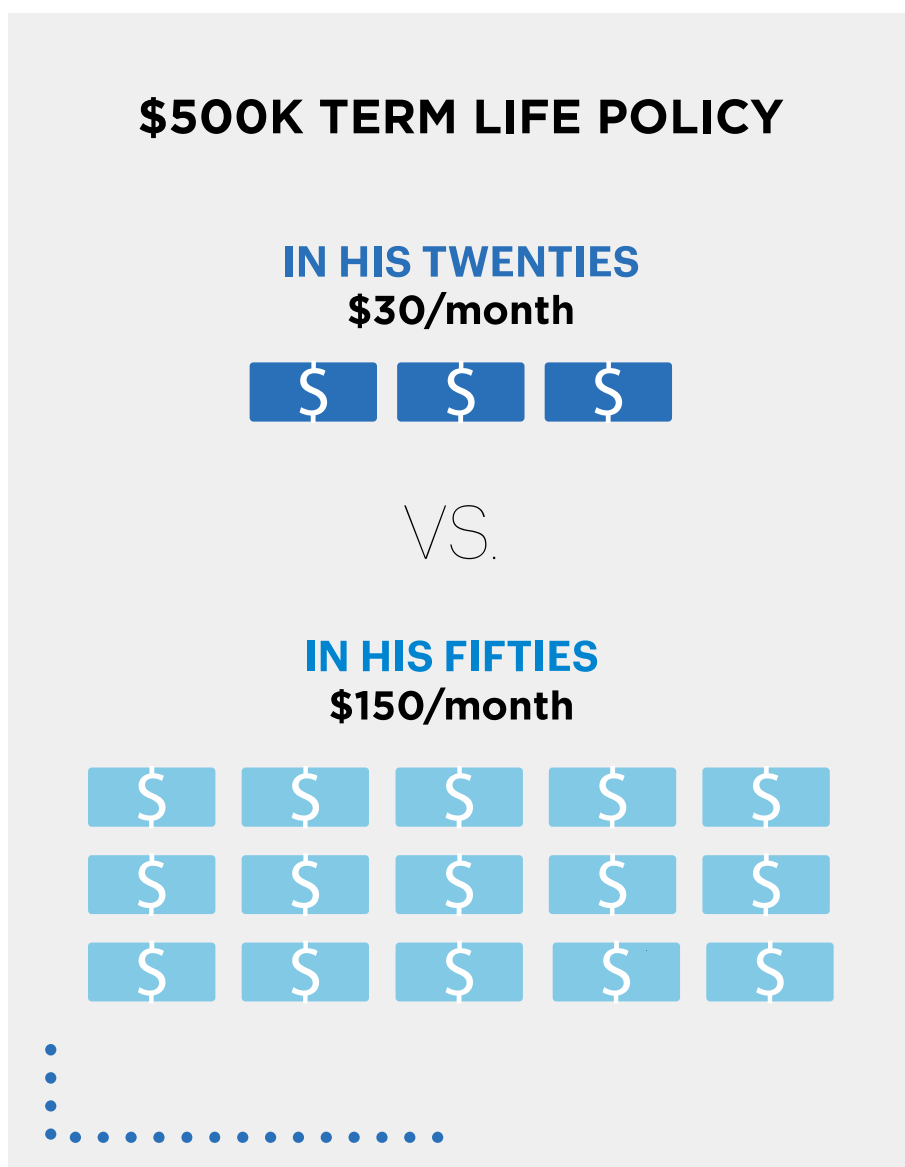 $500K TERM LIFE POLICY
IN HIS TWENTIES
$30/month
$ $ $
VS.
IN HIS FIFTIES
$150/month
$ $ $ $ $
$ $ $ $ $
$ $ $ $ $